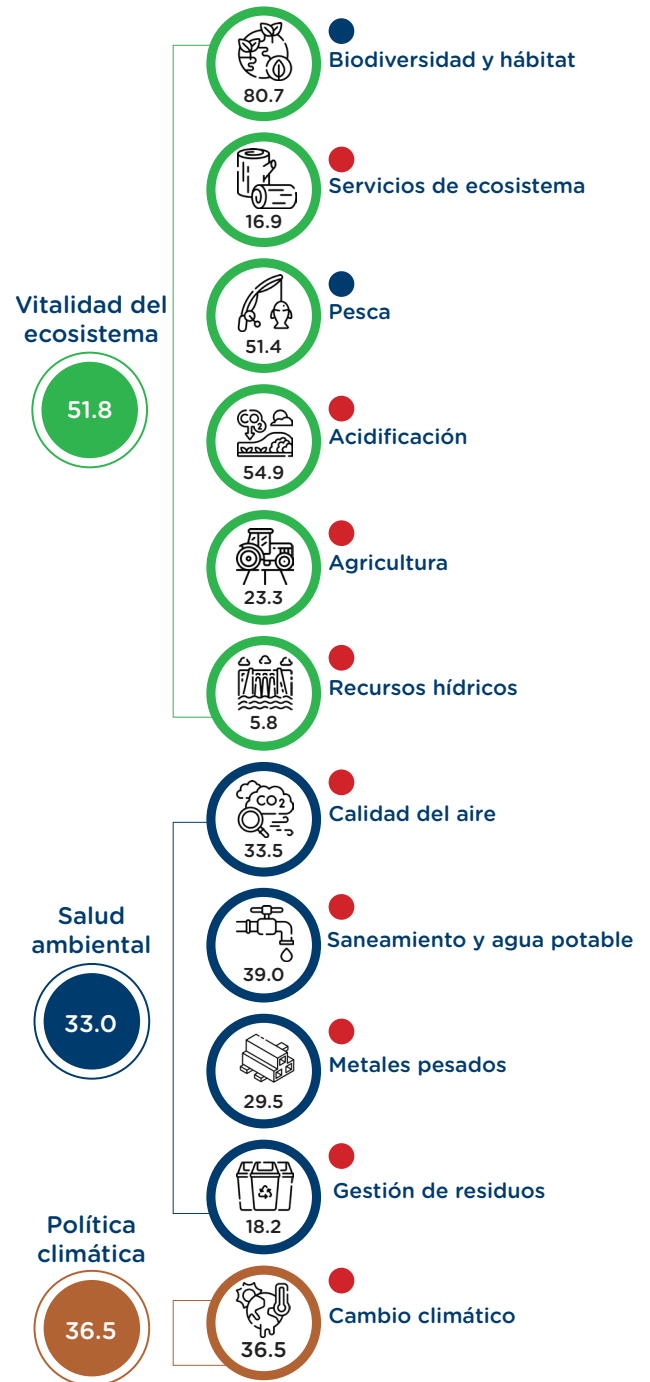 Vitalidad del
ecosistema
51.8
Biodiversidad y hábitat
80.7
Servicios de ecosistema
16.9
Pesca
51.4
Acidificación
CO2
54.9
Agricultura
23.3
Recursos hídricos
5.8
Salud
ambiental
33.0
Calidad del aire
CO2
33.5
Saneamiento y agua potable
39.0
Metales pesados
29.5
Gestión de residuos
18.2
Política
climática
36.5
Cambio climático
36.5